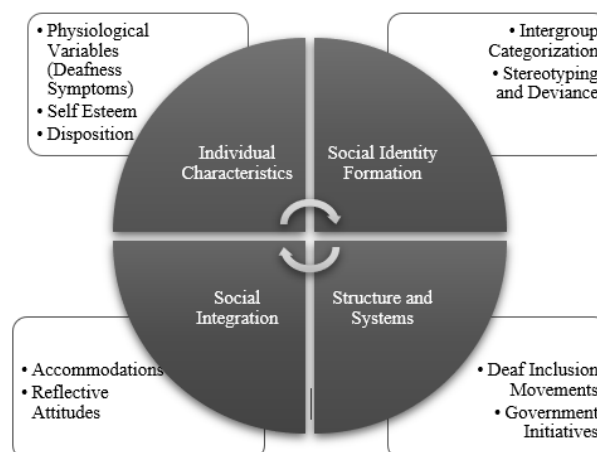 • Physiological
Variables
(Deafness
Symptoms)
• Self Esteem
• Disposition
• Intergroup
Categorization
• Stereotyping
and Deviance
Individual
Characteristics
Social Identity
Formation
Social
Integration
Structure and
Systems
• Accommodations
• Reflective
Attitudes
• Deaf Inclusion
Movements
• Government
Initiatives